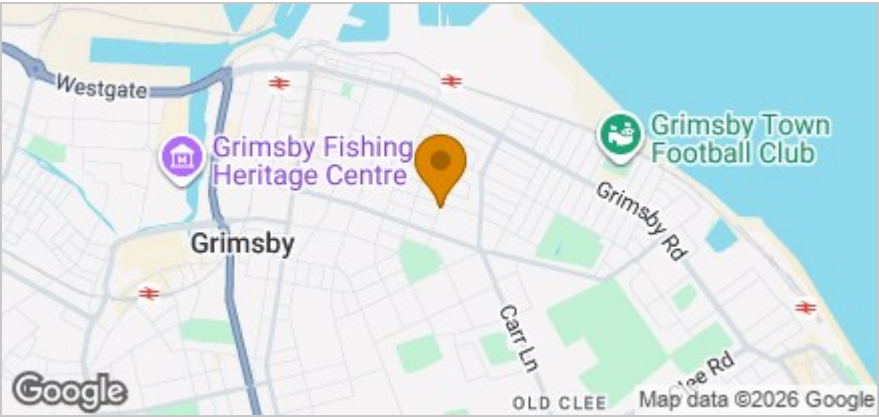 Westgate
Grimsby Fishing
Heritage Centre
Grimsby Town
Football Club
Grimsby Rd
Grimsby
Carr Ln
Clee Rd
OLD CLEE
Google
Map data ©2026 Google